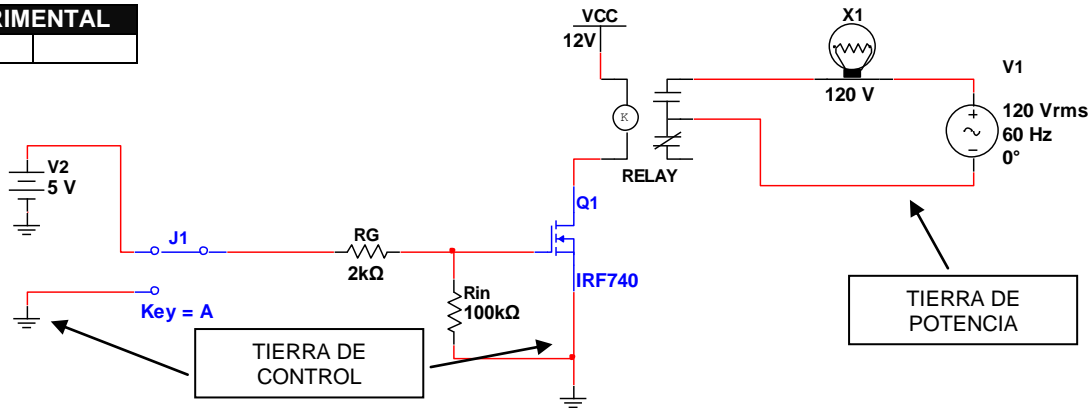 RIMENTAL
VCC
12V
X1
120 V
V1
120 Vrms
60 Hz
0°
K
RELAY
V2
5 V
J1
Key = A
RG
2kΩ
Rin
100kΩ
Q1
IRF740
TIERRA DE
CONTROL
TIERRA DE
POTENCIA